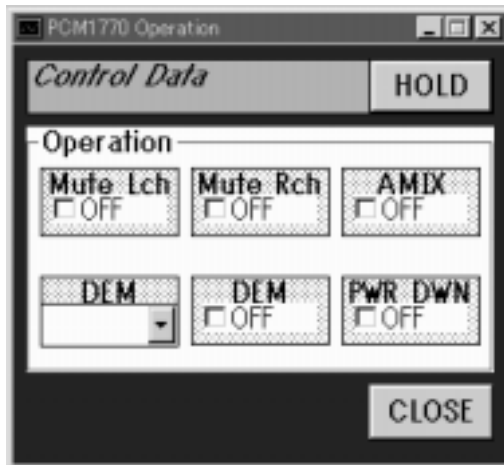 PCM1770 Operation
Control Data
HOLD
Operation
Mute Lch Mute Rch AMIX
OFF OFF OFF
DEM DEM PWR DWN
OFF OFF
CLOSE